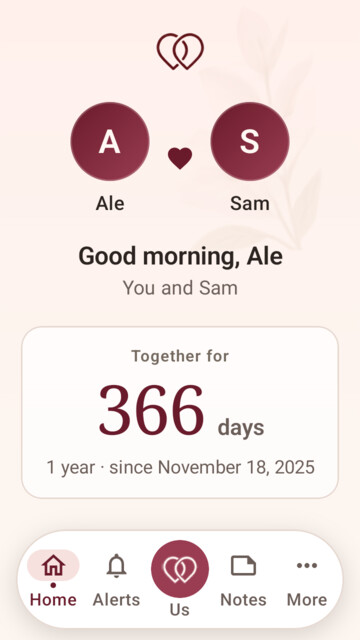 A
S
Ale
Sam
Good morning, Ale
You and Sam
Together for
366 days
1 year · since November 18, 2025
Home
Alerts
Us
Notes
More